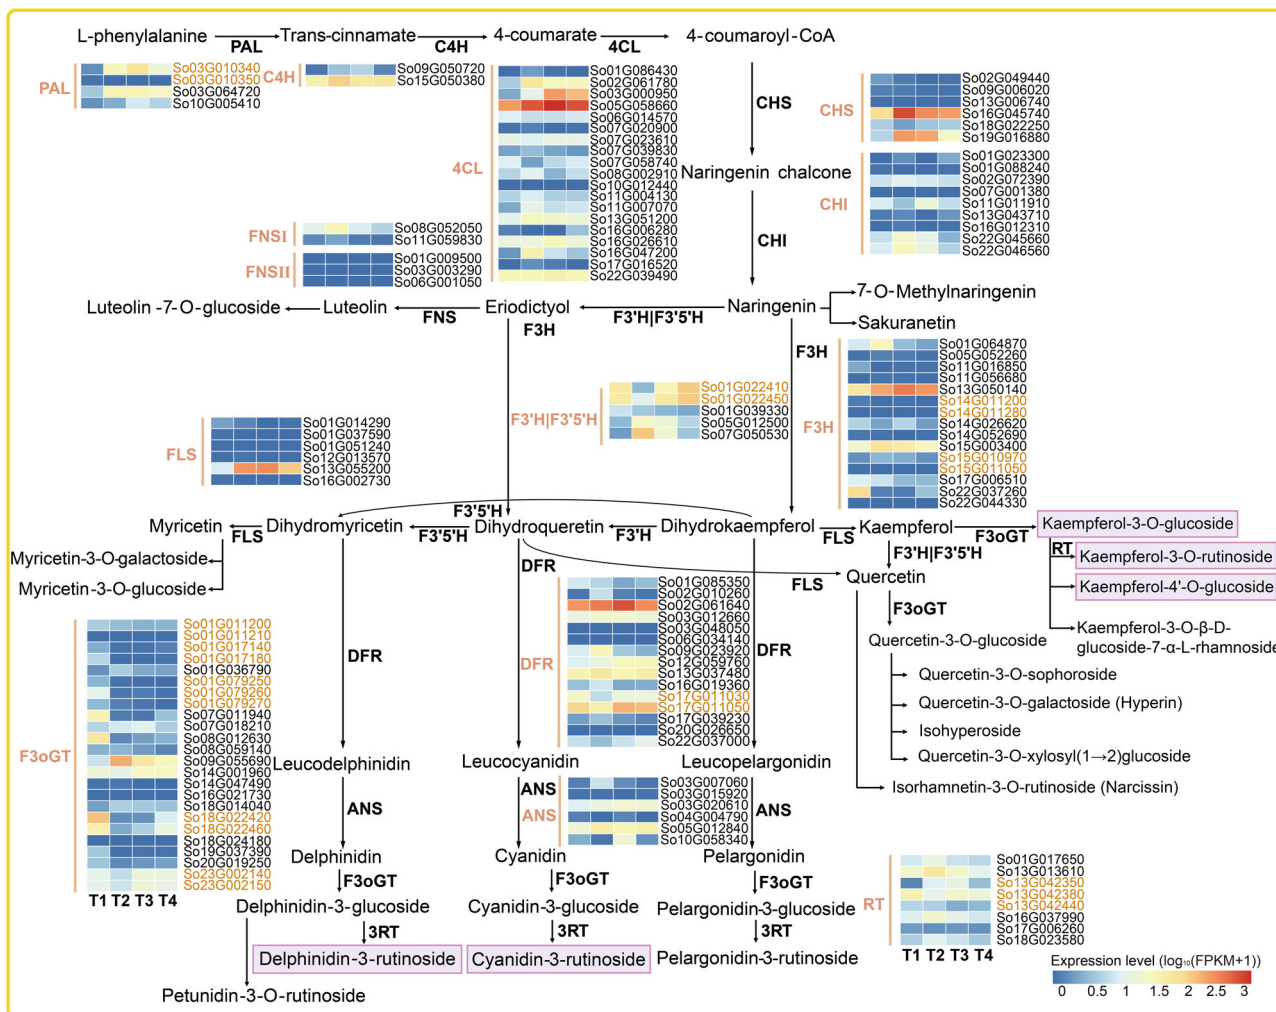 L-phenylalanine
PAL
Trans-cinnamate
C4H
4-coumarate
4CL
4-coumaroyl-CoA
PAL
So03G010340
So03G010350
So03G064720
So10G005410
C4H
So09G050720
So15G050380
4CL
So01G086430
So02G061780
So03G000950
So05G058660
So06G014570
So07G020900
So07G023610
So07G039830
So07G058740
So08G002910
So10G012440
So11G004130
So11G007070
So13G051200
So16G006280
So16G026610
So16G047200
So17G016520
So22G039490
CHS
CHS
So02G049440
So09G006020
So13G006740
So16G045740
So18G022250
So19G016880
Naringenin chalcone
CHI
CHI
So01G023300
So01G088240
So02G072390
So07G001380
So11G011910
So13G043710
So16G012310
So22G045660
So22G046560
FNSI
So08G052050
So11G059830
FNSII
So01G009500
So03G003290
So06G001050
Luteolin -7-O-glucoside
Luteolin
FNS
Eriodictyol
F3'H|F3'5'H
Naringenin
7-O-Methylnaringenin
Sakuranetin
F3H
F3H
F3H
So01G064870
So05G052260
So11G016850
So11G056680
So13G050140
So14G011200
So14G011280
So14G026620
So14G052690
So15G003400
So15G010970
So15G011050
So17G006510
So22G037260
So22G044330
F3'H|F3'5'H
So01G022410
So01G022450
So01G039330
So05G012500
So07G050530
FLS
So01G014290
So01G037590
So01G051240
So12G013570
So13G055200
So16G002730
F3'5'H
Myricetin
FLS
Dihydromyricetin
F3'5'H
Dihydroquretin
F3'H
Dihydrokaempferol
FLS
Kaempferol
F3oGT
Kaempferol-3-O-glucoside
RT
Kaempferol-3-O-rutinoside
Kaempferol-4'-O-glucoside
Kaempferol-3-O-β-D-
glucoside-7-α-L-rhamnoside
Myricetin-3-O-galactoside
Myricetin-3-O-glucoside
F3'H|F3'5'H
FLS
Quercetin
F3oGT
Quercetin-3-O-glucoside
Quercetin-3-O-sophoroside
Quercetin-3-O-galactoside (Hyperin)
Isohyperoside
Quercetin-3-O-xylosyl(1→2)glucoside
Isorhamnetin-3-O-rutinoside (Narcissin)
DFR
DFR
DFR
DFR
So01G085350
So02G010260
So02G061640
So03G012660
So03G048050
So06G034140
So09G023920
So12G059760
So13G037480
So16G019360
So17G011030
So17G011050
So17G039230
So20G026650
So22G037000
F3oGT
So01G011200
So01G011210
So01G017140
So01G017180
So01G036790
So01G079250
So01G079260
So01G079270
So07G011940
So07G018210
So08G012630
So08G059140
So09G055690
So14G001960
So14G047490
So16G021730
So18G014040
So18G022420
So18G022460
So18G024180
So19G037390
So20G019250
So23G002140
So23G002150
T1 T2 T3 T4
Leucodelphinidin
Leucocyanidin
Leucopelargonidin
ANS
ANS
ANS
ANS
So03G007060
So03G015920
So03G020610
So04G004790
So05G012840
So10G058340
Delphinidin
Cyanidin
Pelargonidin
F3oGT
F3oGT
F3oGT
Delphinidin-3-glucoside
Cyanidin-3-glucoside
Pelargonidin-3-glucoside
3RT
3RT
3RT
Delphinidin-3-rutinoside
Cyanidin-3-rutinoside
Pelargonidin-3-rutinoside
Petunidin-3-O-rutinoside
RT
So01G017650
So13G013610
So13G042350
So13G042380
So13G042440
So16G037990
So17G006260
So18G023580
T1 T2 T3 T4
Expression level (log₁₀(FPKM+1))
0 0.5 1 1.5 2 2.5 3